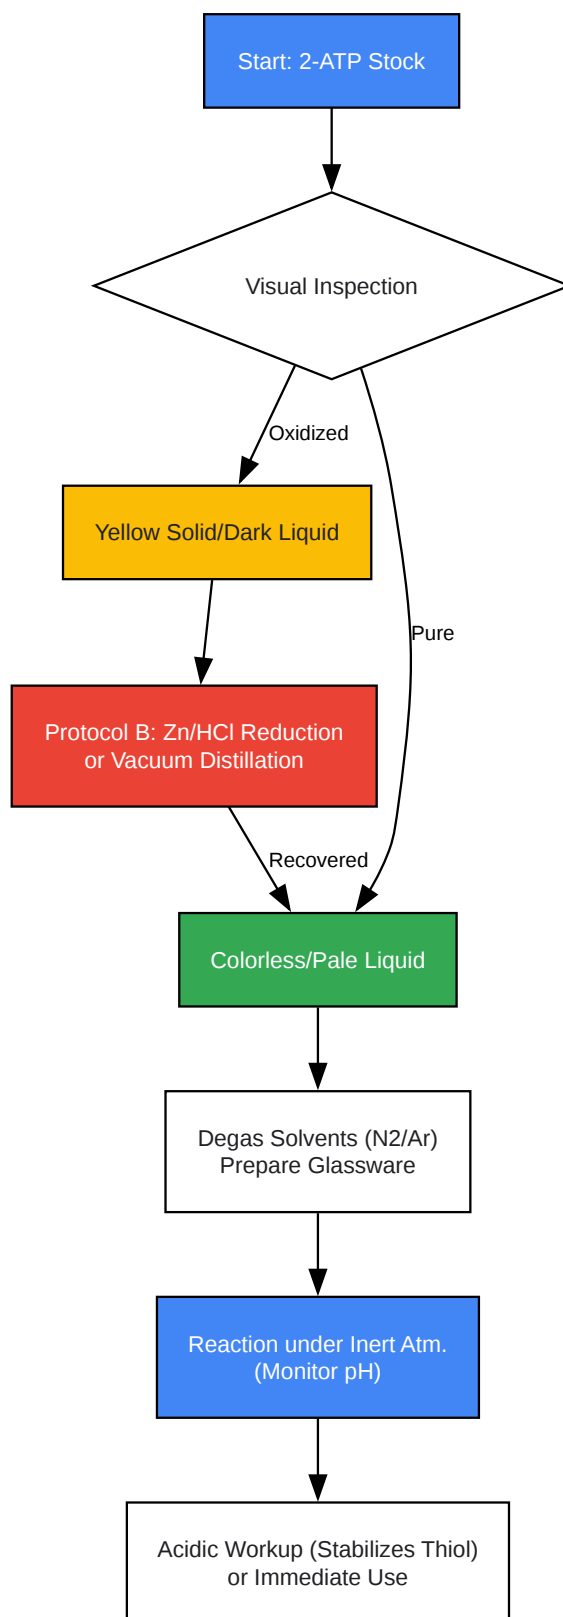 Start: 2-ATP Stock
Visual Inspection
Oxidized
Yellow Solid/Dark Liquid
Pure
Protocol B: Zn/HCl Reduction
or Vacuum Distillation
Recovered
Colorless/Pale Liquid
Degas Solvents (N2/Ar)
Prepare Glassware
Reaction under Inert Atm.
(Monitor pH)
Acidic Workup (Stabilizes Thiol)
or Immediate Use